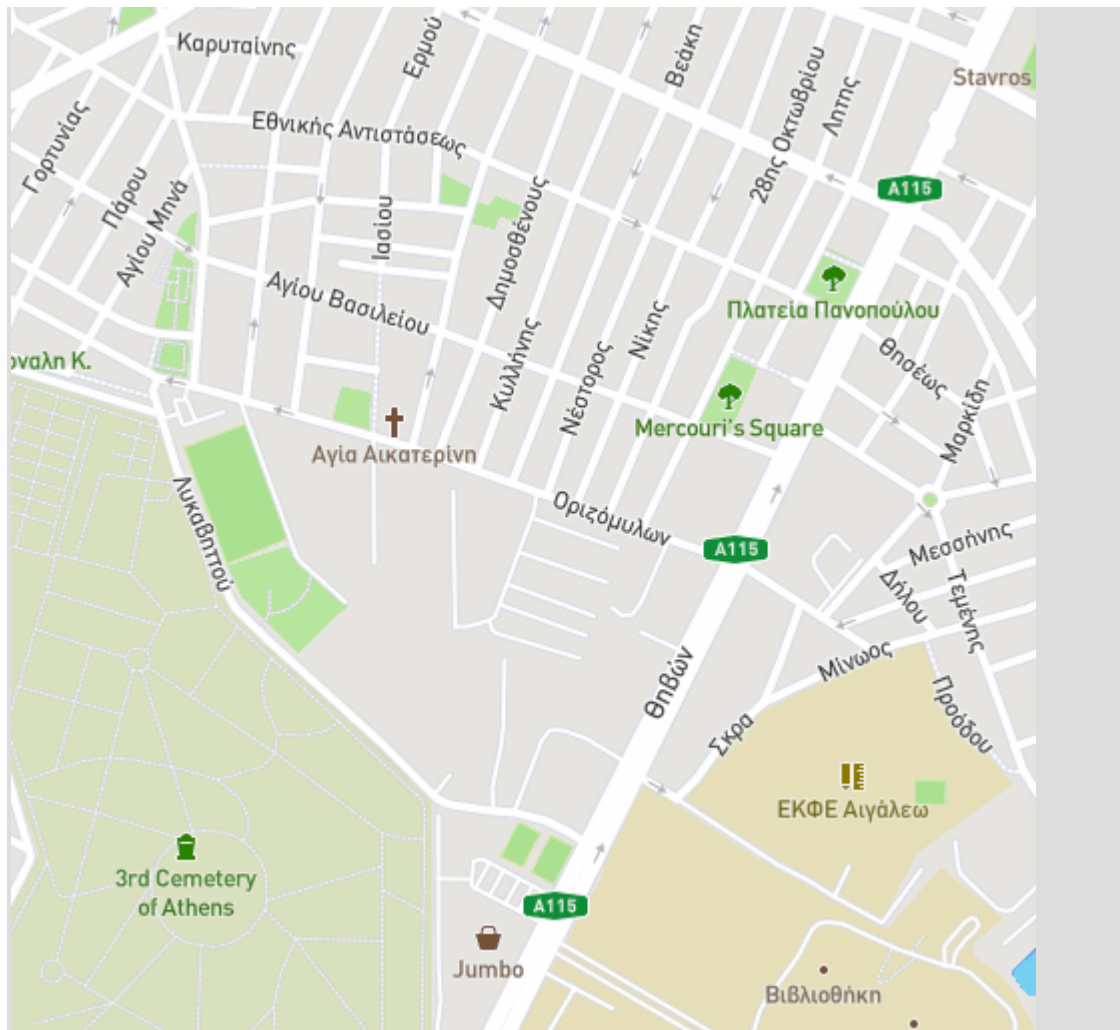 Καρυταίνης
Ερμού
Βεάκη
28ης Οκτωβρίου
Λητης
Stavros
Γορτυνίας
Εθνικής Αντιστάσεως
Πάρου
Αγίου Μηνά
Ιασίου
Δημοσθένους
A115
Αγίου Βασιλείου
Πλατεία Πανοπούλου
Κυλλήνης
Νέστορος
Νίκης
Θησέως
οναλη Κ.
Μαρκίδη
Mercouri's Square
Αγία Αικατερίνη
Λυκαβηττού
Οριζόμυλων
A115
Μεσσήνης
Δήλου
Τεμένης
Μίνωος
Θηβών
Σκρα
Προόδου
ΕΚΦΕ Αιγάλεω
3rd Cemetery
of Athens
A115
Jumbo
Βιβλιοθήκη